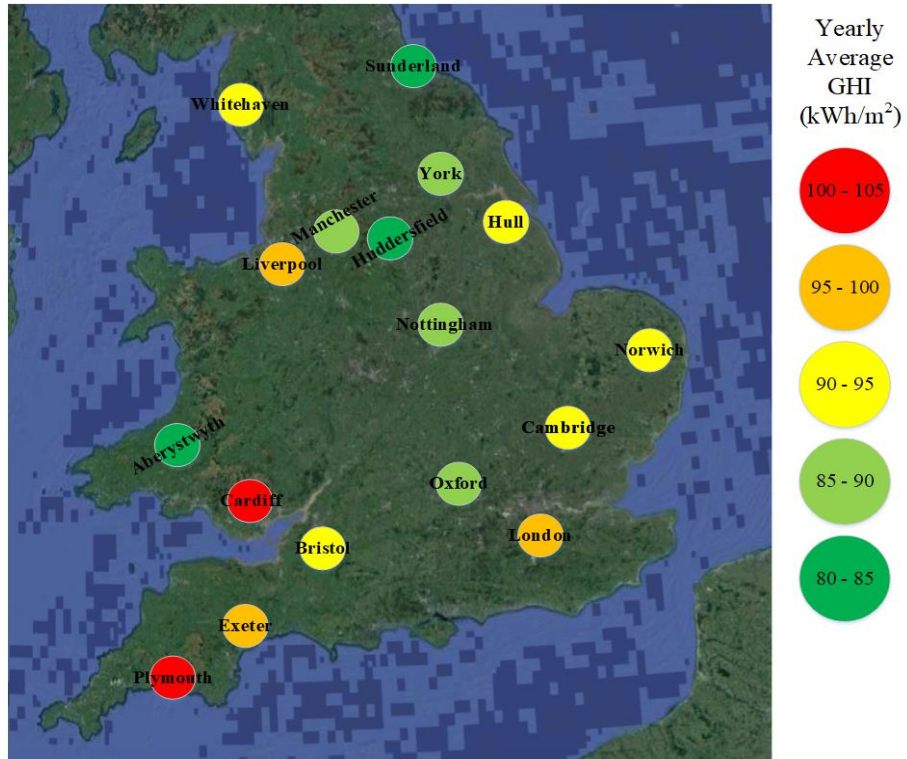 Sunderland
Whitehaven
York
Manchester
Hull
Huddersfield
Liverpool
Nottingham
Norwich
Cambridge
Aberystwyth
Oxford
Cardiff
London
Bristol
Exeter
Plymouth
Yearly
Average
GHI
(kWh/m²)
100 - 105
95 - 100
90 - 95
85 - 90
80 - 85